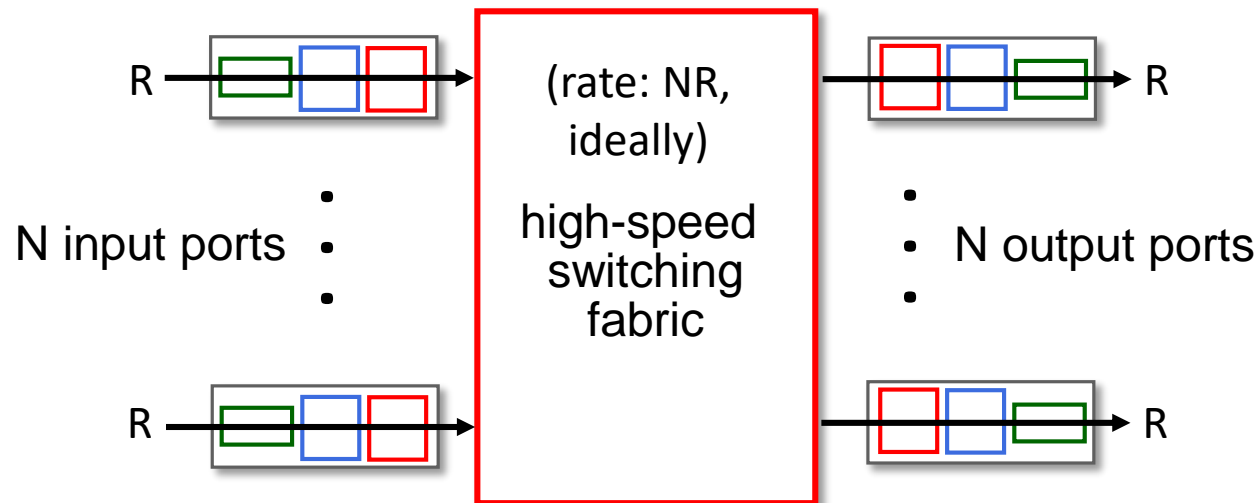 R
(rate: NR,
ideally)
R
N input ports
high-speed
switching
fabric
N output ports
R
R